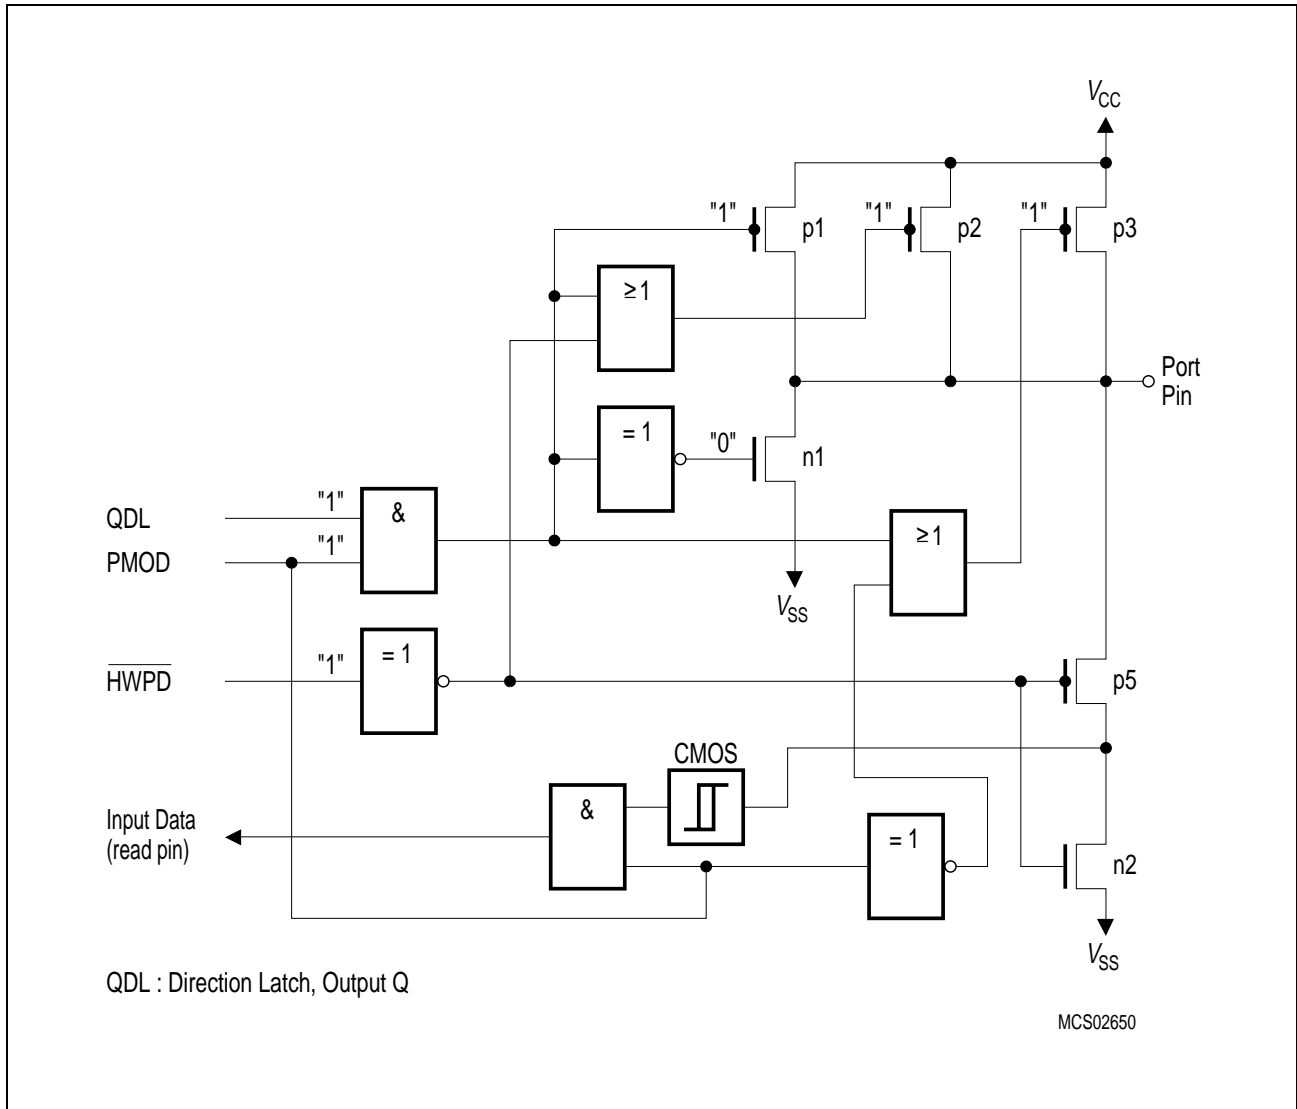 VCC
"1"
p1
"1"
p2
"1"
p3
≥1
Port
Pin
= 1
"0"
n1
QDL
"1"
&
PMOD
"1"
≥1
VSS
HWPD
"1"
= 1
p5
CMOS
Input Data
(read pin)
&
= 1
n2
VSS
QDL : Direction Latch, Output Q
MCS02650